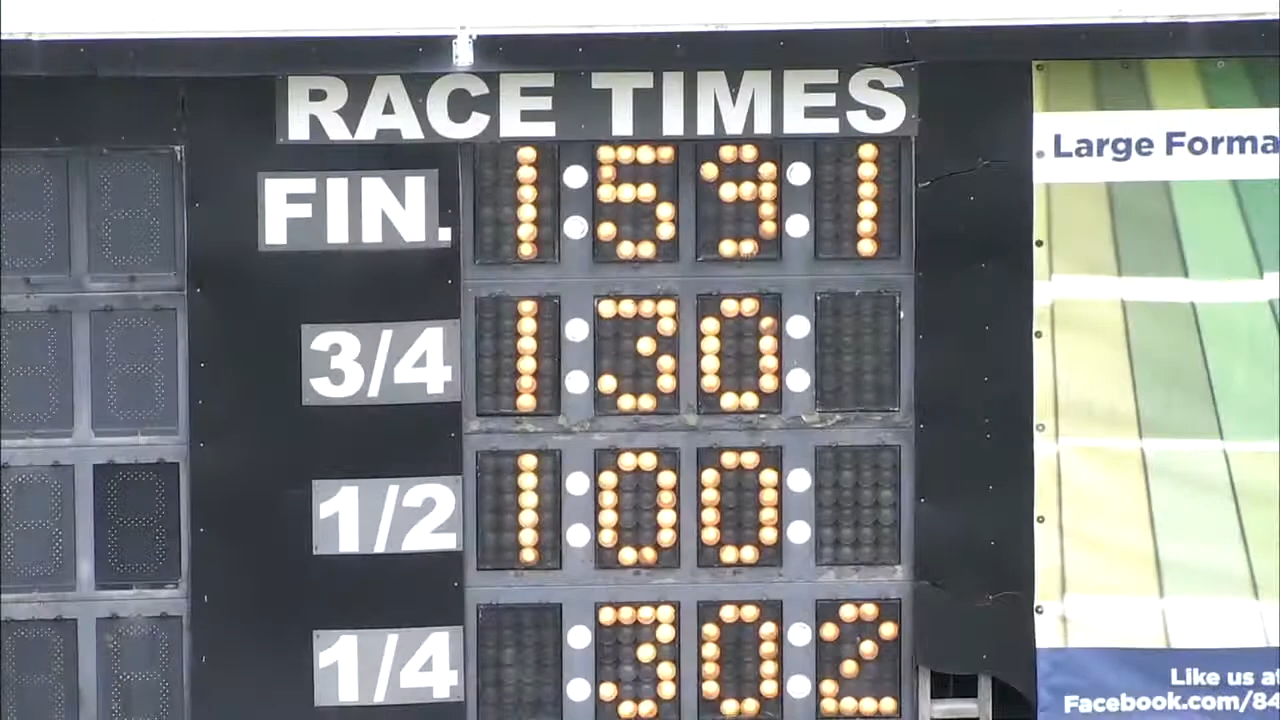 RACE TIMES
FIN. 1:59:1
3/4 1:30:
1/2 1:00:
1/4 :30:2
Large Forma
Like us at
Facebook.com/84